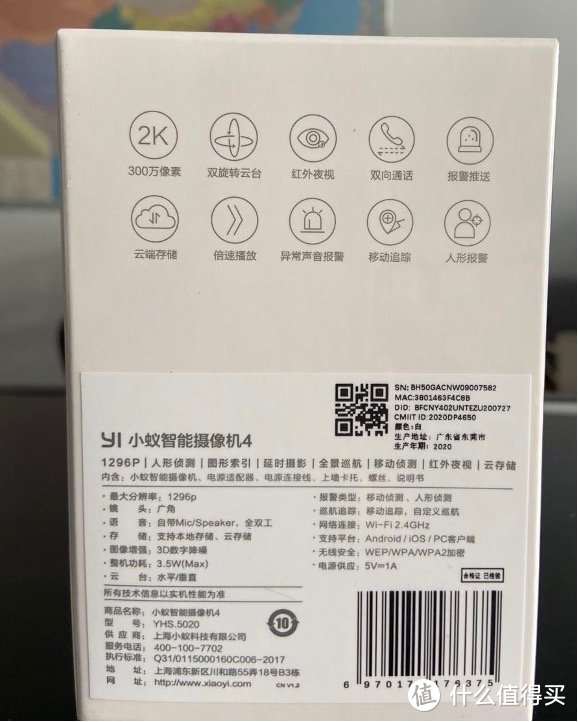 2K
300万像素 双旋转云台 红外夜视 双向通话 报警推送
云端存储 倍速播放 异常声音报警 移动追踪 人形报警
SN: BH50GACNW09007582
MAC:3801463F4C8B
DID: BFCNY402UNTEZU200727
CMIIT ID:2020DP4650
颜色:白
生产地址: 广东省东莞市
生产年期: 2020
YI 小蚁智能摄像机4
1296P | 人形侦测 | 图形索引 | 延时摄影 | 全景巡航 | 移动侦测 | 红外夜视 | 云存储
内含: 小蚁智能摄像机、电源适配器、电源连接线、上墙卡托、螺丝、说明书
· 最大分辨率: 1296p
· 镜 头: 广角
· 语 音: 自带Mic/Speaker, 全双工
· 存 储: 支持本地存储、云存储
· 图像增强: 3D数字降噪
· 整机功耗: 3.5W(Max)
· 云 台: 水平/垂直
· 报警类型: 移动侦测、人形侦测
· 巡航追踪: 移动追踪, 自定义巡航
· 网络连接: Wi-Fi 2.4GHz
· 支持平台: Android / iOS / PC客户端
· 无线安全: WEP/WPA/WPA2加密
· 电源供应: 5V⎓1A
所有技术信息以实机性能为准
合格证 已检验
商品名称: 小蚁智能摄像机4
型 号: YHS.5020
供 应 商: 上海小蚁科技有限公司
服务电话: 400-100-7702
执行标准: Q31/0115000160C006-2017
地 址: 上海浦东新区川和路55弄18号B3栋
网 址: http://www.xiaoyi.com
CN V1.2
10
6 970171 176375
值 什么值得买